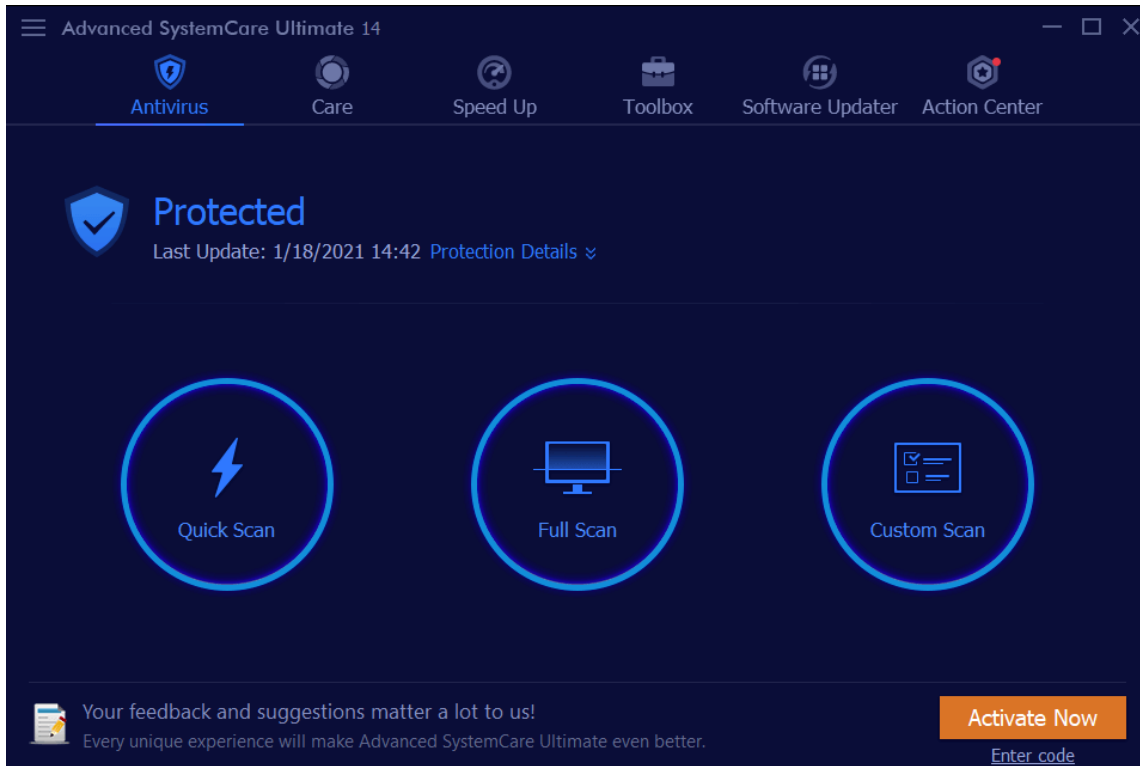 Advanced SystemCare Ultimate 14
Antivirus
Care
Speed Up
Toolbox
Software Updater
Action Center
Protected
Last Update: 1/18/2021 14:42 Protection Details
Quick Scan
Full Scan
Custom Scan
Your feedback and suggestions matter a lot to us!
Every unique experience will make Advanced SystemCare Ultimate even better.
Activate Now
Enter code